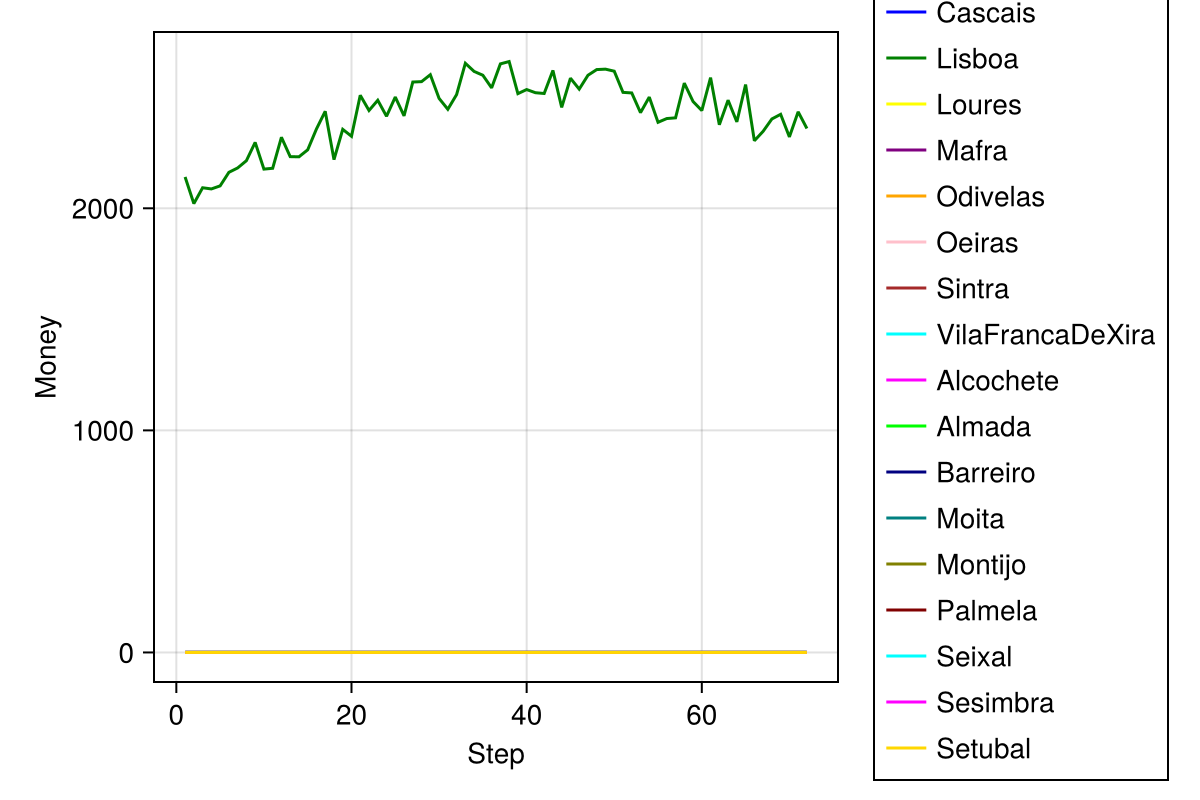 Money
2000
1000
0
0
20
40
60
Step
Cascais
Lisboa
Loures
Mafra
Odivelas
Oeiras
Sintra
VilaFrancaDeXira
Alcochete
Almada
Barreiro
Moita
Montijo
Palmela
Seixal
Sesimbra
Setubal